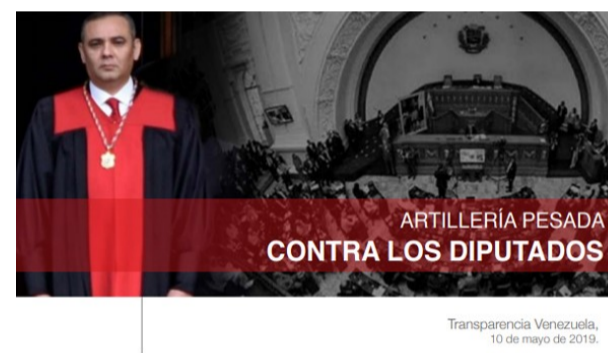 ARTILLERÍA PESADA
CONTRA LOS DIPUTADOS
Transparencia Venezuela,
10 de mayo de 2019.